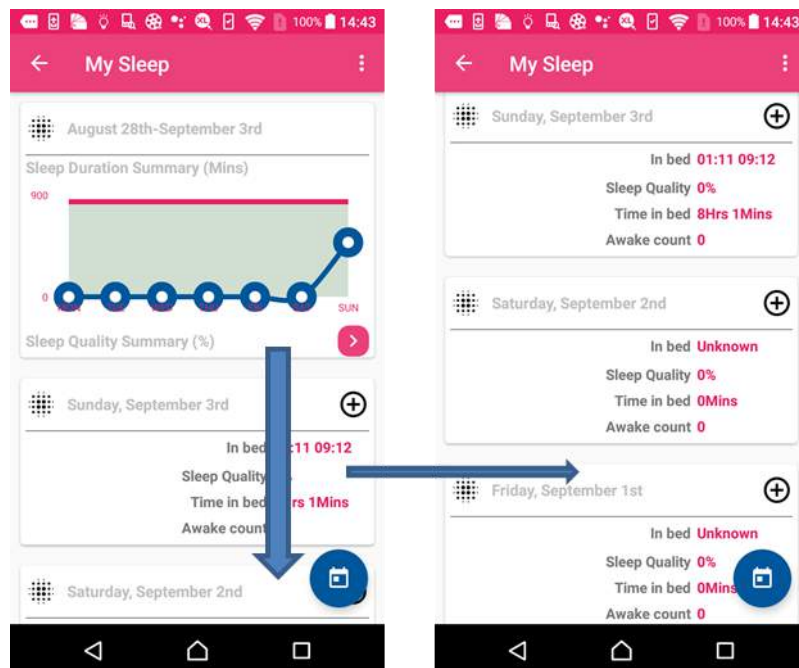 100% 14:43
My Sleep
August 28th-September 3rd
Sleep Duration Summary (Mins)
900
0
SUN
Sleep Quality Summary (%)
Sunday, September 3rd
In bed :11 09:12
Sleep Quality
Time in bed rs 1Mins
Awake count
Saturday, September 2nd
100% 14:43
My Sleep
Sunday, September 3rd
In bed 01:11 09:12
Sleep Quality 0%
Time in bed 8Hrs 1Mins
Awake count 0
Saturday, September 2nd
In bed Unknown
Sleep Quality 0%
Time in bed 0Mins
Awake count 0
Friday, September 1st
In bed Unknown
Sleep Quality 0%
Time in bed 0Mins
Awake count 0